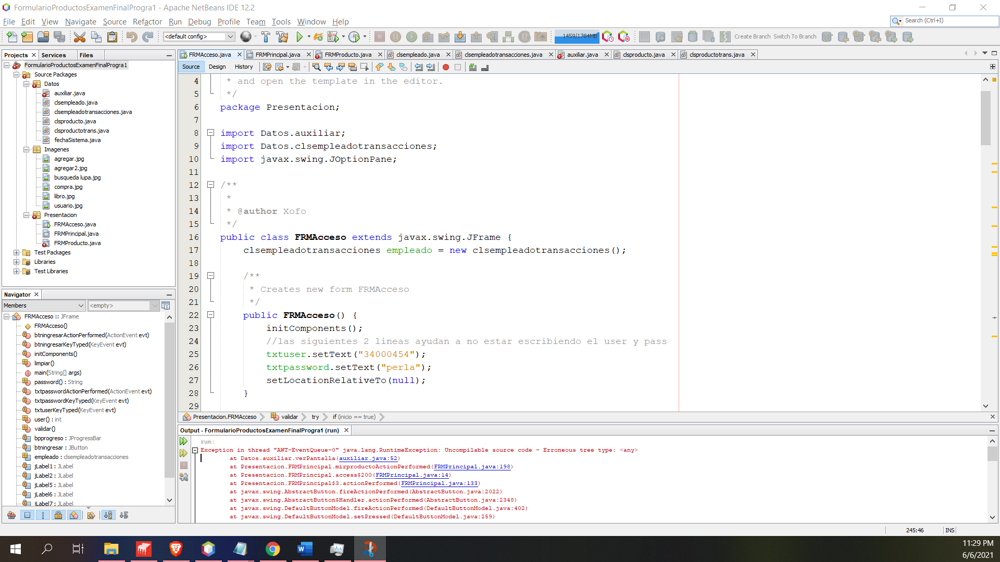 FormularioProductosExamenFinalProgra1 - Apache NetBeans IDE 12.2
File Edit View Navigate Source Refactor Run Debug Profile Team Tools Window Help
Search (Ctrl+I)
<default config>
1459/1784MB
Create Branch Switch To Branch
Projects Services Files
FormularioProductosExamenFinalProgra1
Source Packages
Datos
auxiliar.java
clsempleado.java
clsempleadotransacciones.java
clsproducto.java
clsproductotrans.java
fechaSistema.java
Imagenes
agregar.jpg
agregar2.jpg
busqueda lupa.jpg
compra.jpg
libro.jpg
usuario.jpg
Presentacion
FRMAcceso.java
FRMPrincipal.java
FRMProducto.java
Test Packages
Libraries
Test Libraries
Navigator
Members
<empty>
FRMAcceso :: JFrame
FRMAcceso()
btningresarActionPerformed(ActionEvent evt)
btningresarKeyTyped(KeyEvent evt)
initComponents()
limpiar()
main(String[] args)
password() : String
txtpasswordActionPerformed(ActionEvent evt)
txtpasswordKeyTyped(KeyEvent evt)
txtuserKeyTyped(KeyEvent evt)
user() : int
validar()
bpprogreso : JProgressBar
btningresar : JButton
empleado : clsempleadotransacciones
jLabel1 : JLabel
jLabel2 : JLabel
jLabel5 : JLabel
jLabel6 : JLabel
jLabel7 : JLabel
FRMAcceso.java FRMPrincipal.java FRMProducto.java clsempleado.java clsempleadotransacciones.java auxiliar.java clsproducto.java clsproductotrans.java
Source Design History
4 * and open the template in the editor.
5 */
6 package Presentacion;
7
8 import Datos.auxiliar;
9 import Datos.clsempleadotransacciones;
10 import javax.swing.JOptionPane;
11
12 /**
13 *
14 * @author Xofo
15 */
16 public class FRMAcceso extends javax.swing.JFrame {
17 clsempleadotransacciones empleado = new clsempleadotransacciones();
18
19 /**
20 * Creates new form FRMAcceso
21 */
22 public FRMAcceso() {
23 initComponents();
24 //las siguientes 2 lineas ayudan a no estar escribiendo el user y pass
25 txtuser.setText("34000454");
26 txtpassword.setText("perla");
27 setLocationRelativeTo(null);
28 }
29
Presentacion.FRMAcceso validar try if (inicio == true)
Output - FormularioProductosExamenFinalProgra1 (run)
run:
Exception in thread "AWT-EventQueue-0" java.lang.RuntimeException: Uncompilable source code - Erroneous tree type: <any>
at Datos.auxiliar.verPantalla(auxiliar.java:52)
at Presentacion.FRMPrincipal.mirproductoActionPerformed(FRMPrincipal.java:198)
at Presentacion.FRMPrincipal.access$200(FRMPrincipal.java:14)
at Presentacion.FRMPrincipal$3.actionPerformed(FRMPrincipal.java:133)
at javax.swing.AbstractButton.fireActionPerformed(AbstractButton.java:2022)
at javax.swing.AbstractButton$Handler.actionPerformed(AbstractButton.java:2348)
at javax.swing.DefaultButtonModel.fireActionPerformed(DefaultButtonModel.java:402)
at javax.swing.DefaultButtonModel.setPressed(DefaultButtonModel.java:259)
245:46 INS
11:29 PM
6/6/2021